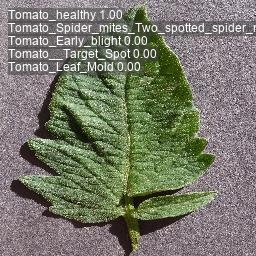 Tomato_healthy 1.00
Tomato_Spider_mites_Two_spotted_spider_
Tomato_Early_blight 0.00
Tomato__Target_Spot 0.00
Tomato_Leaf_Mold 0.00